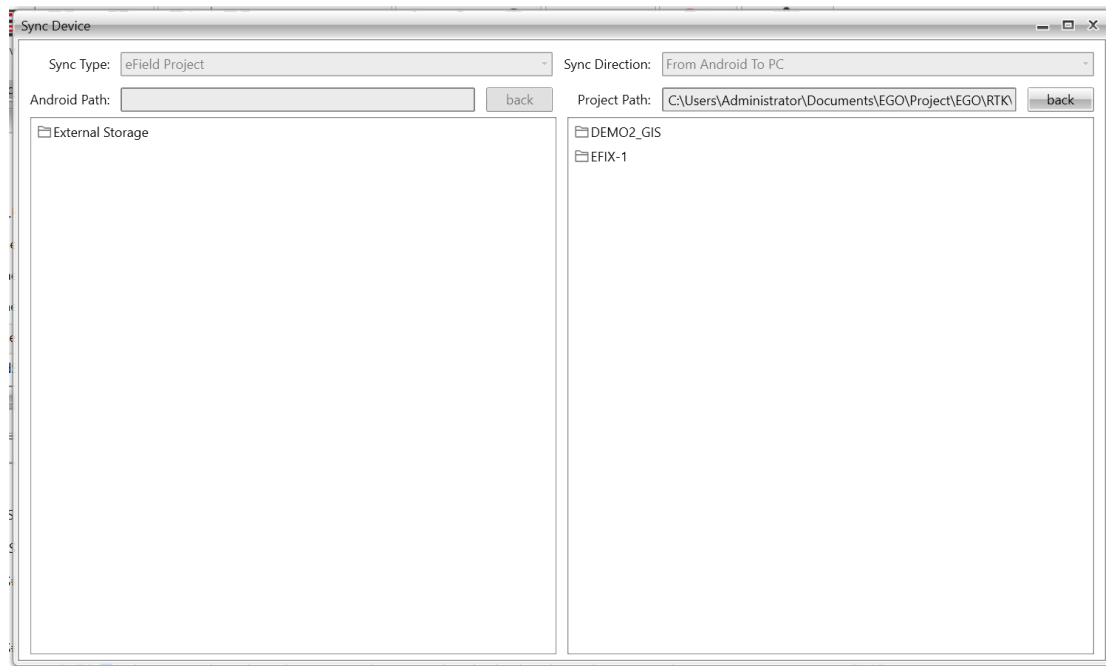 Sync Device
Sync Type: eField Project Sync Direction: From Android To PC
Android Path: back Project Path: C:\Users\Administrator\Documents\EGO\Project\EGO\RTK\ back
External Storage
DEMO2_GIS
EFIX-1